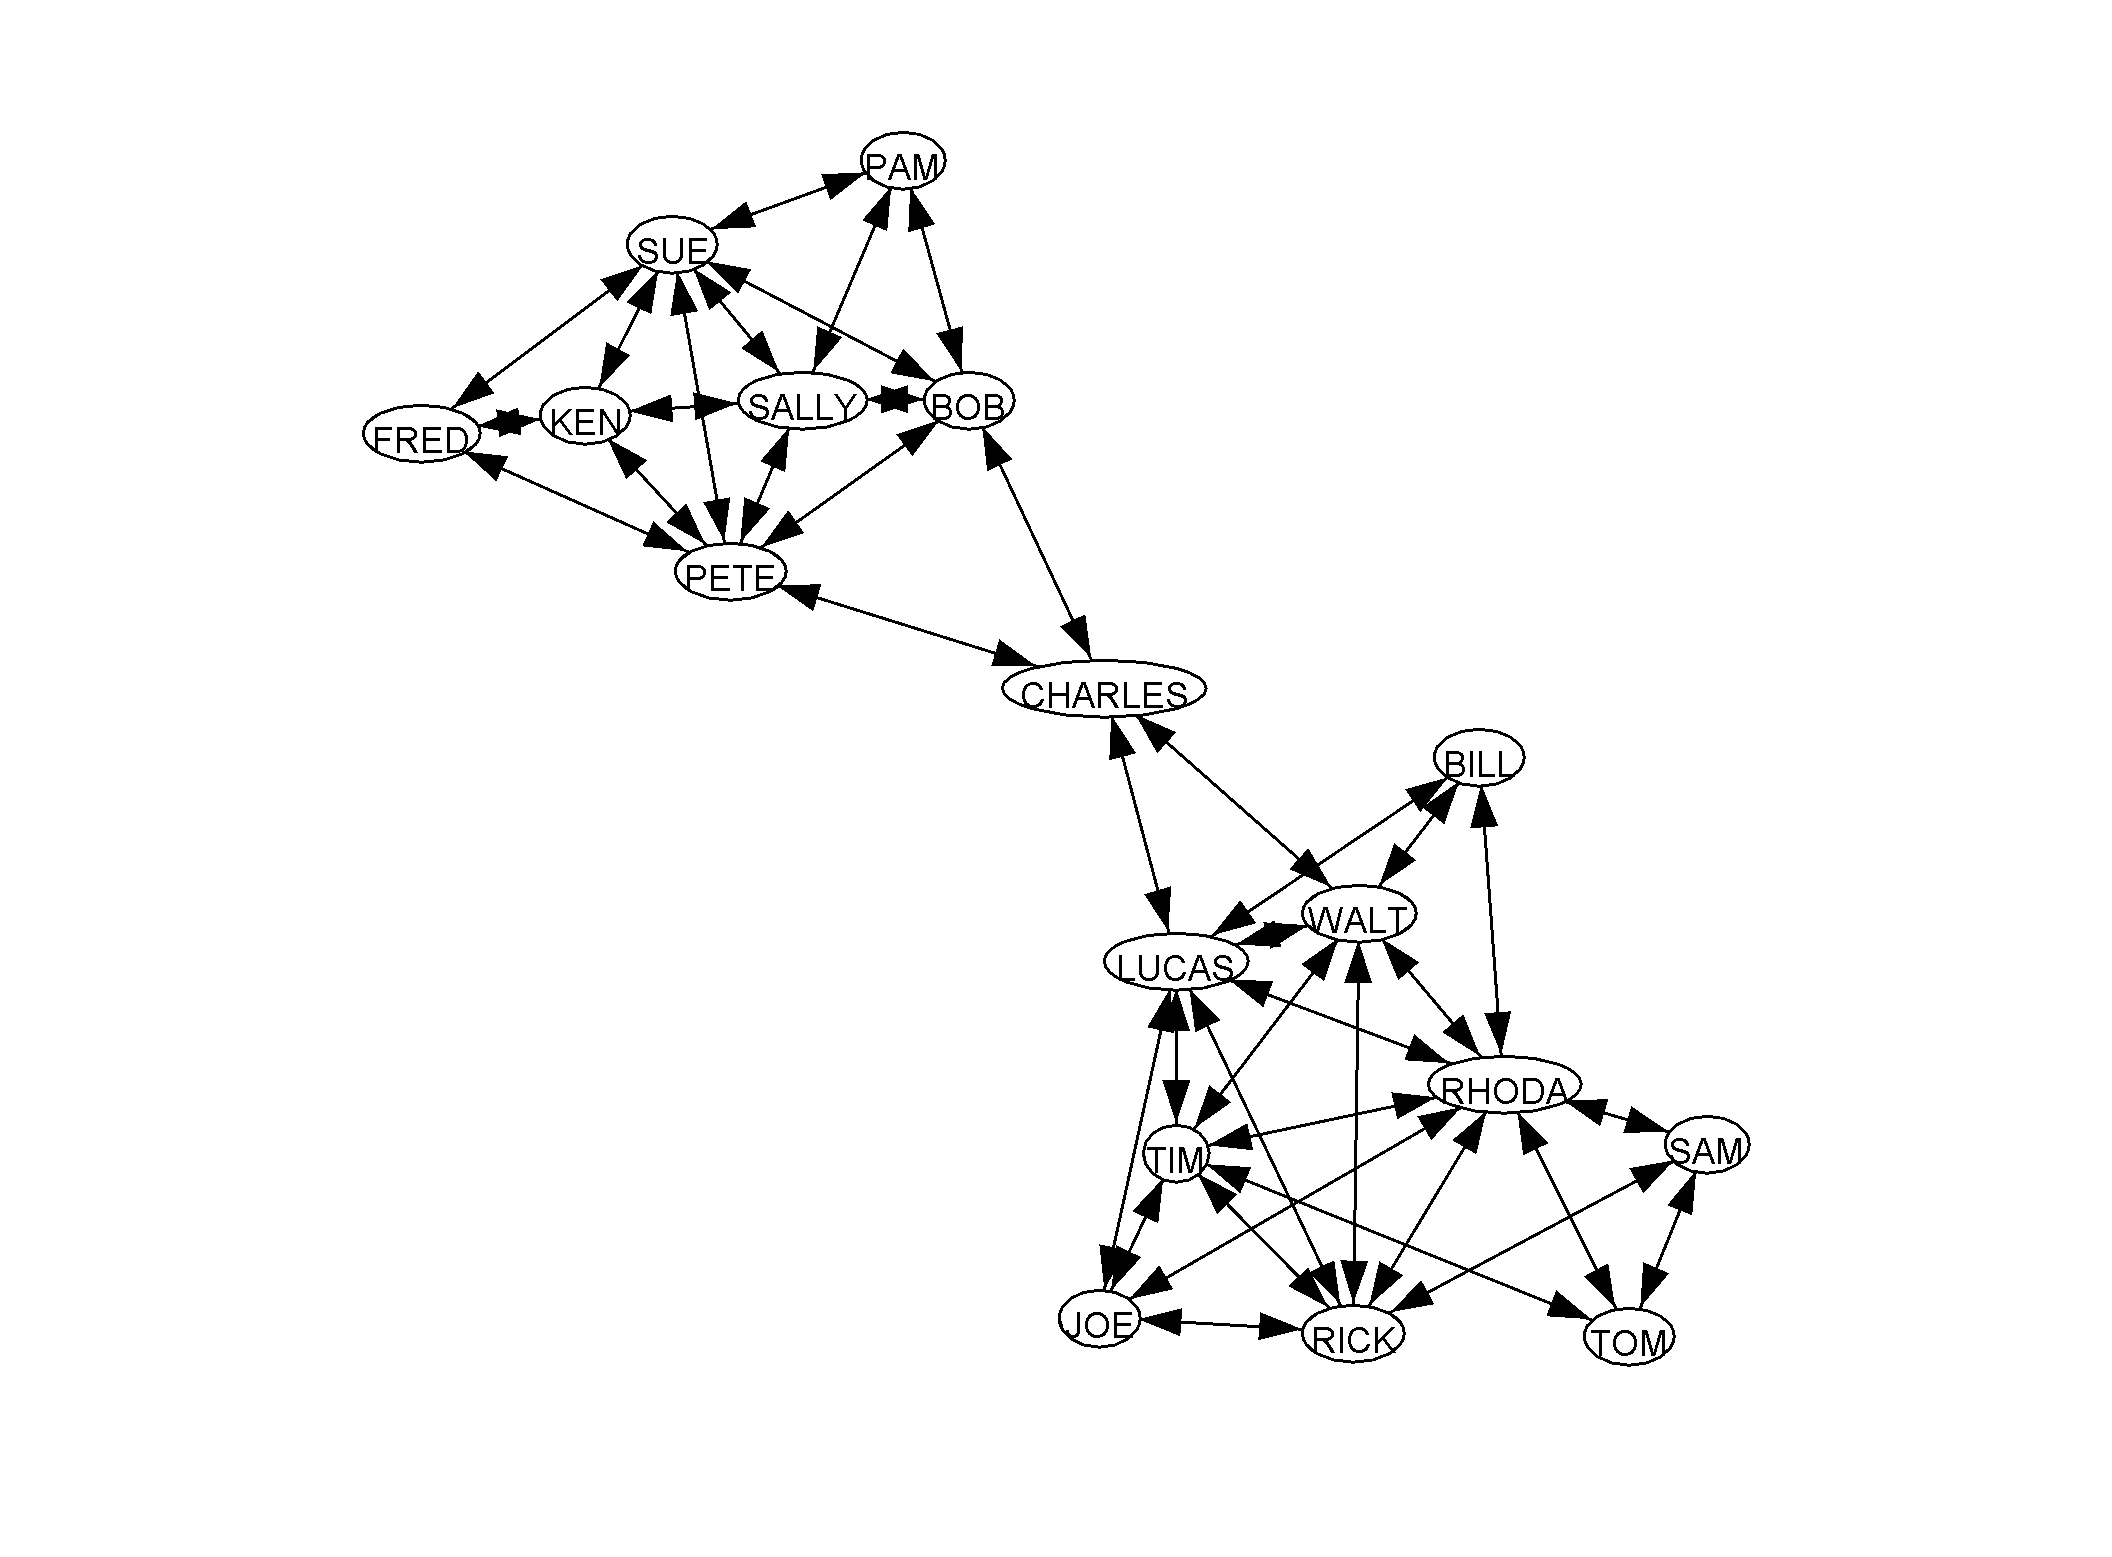 PAM
SUE
SALLY
BOB
KEN
FRED
PETE
CHARLES
BILL
WALT
LUCAS
RHODA
SAM
TIM
JOE
RICK
TOM